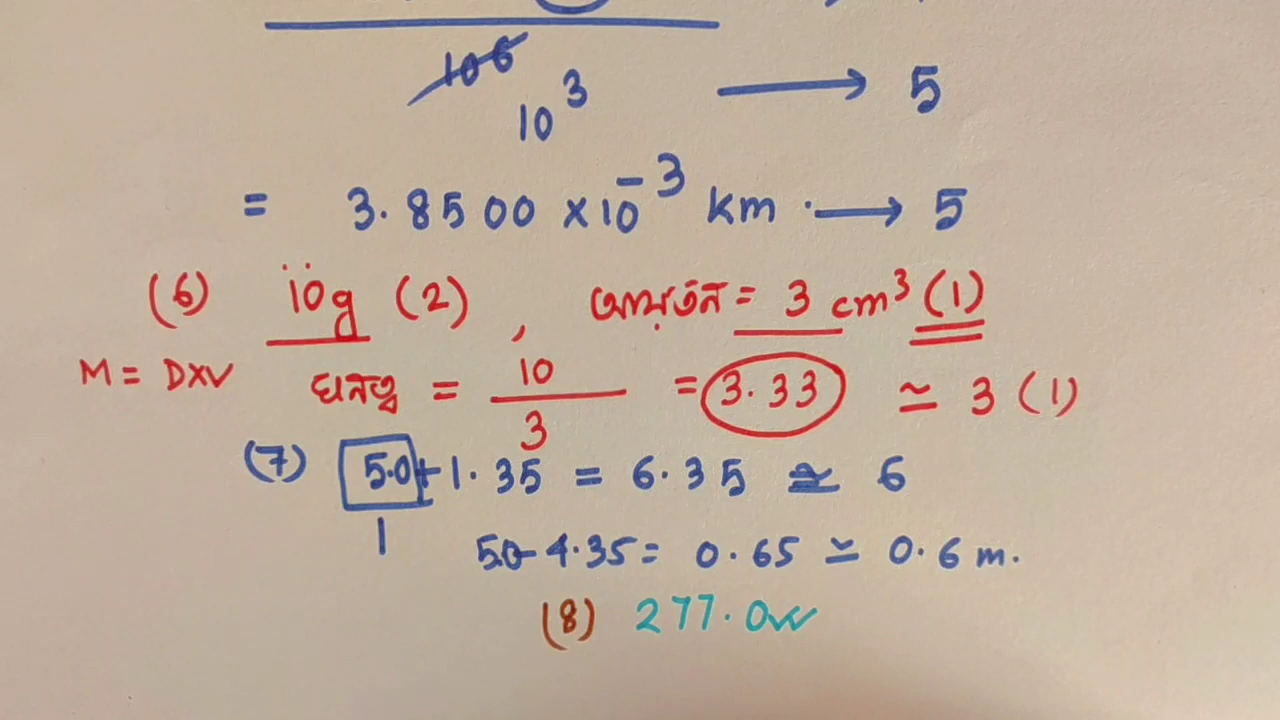 10⁶
10³ ⟶ 5
= 3.8500 x10⁻³ km. ⟶ 5
(6) 10g (2), আয়তন = 3 cm³ (1)
M = DxV ঘনত্ব = 10/3 = 3.33 ≃ 3 (1)
(7) 5.0+1.35 = 6.35 ≃ 6
1
5.0-4.35 = 0.65 ≃ 0.6 m.
(8) 277.0